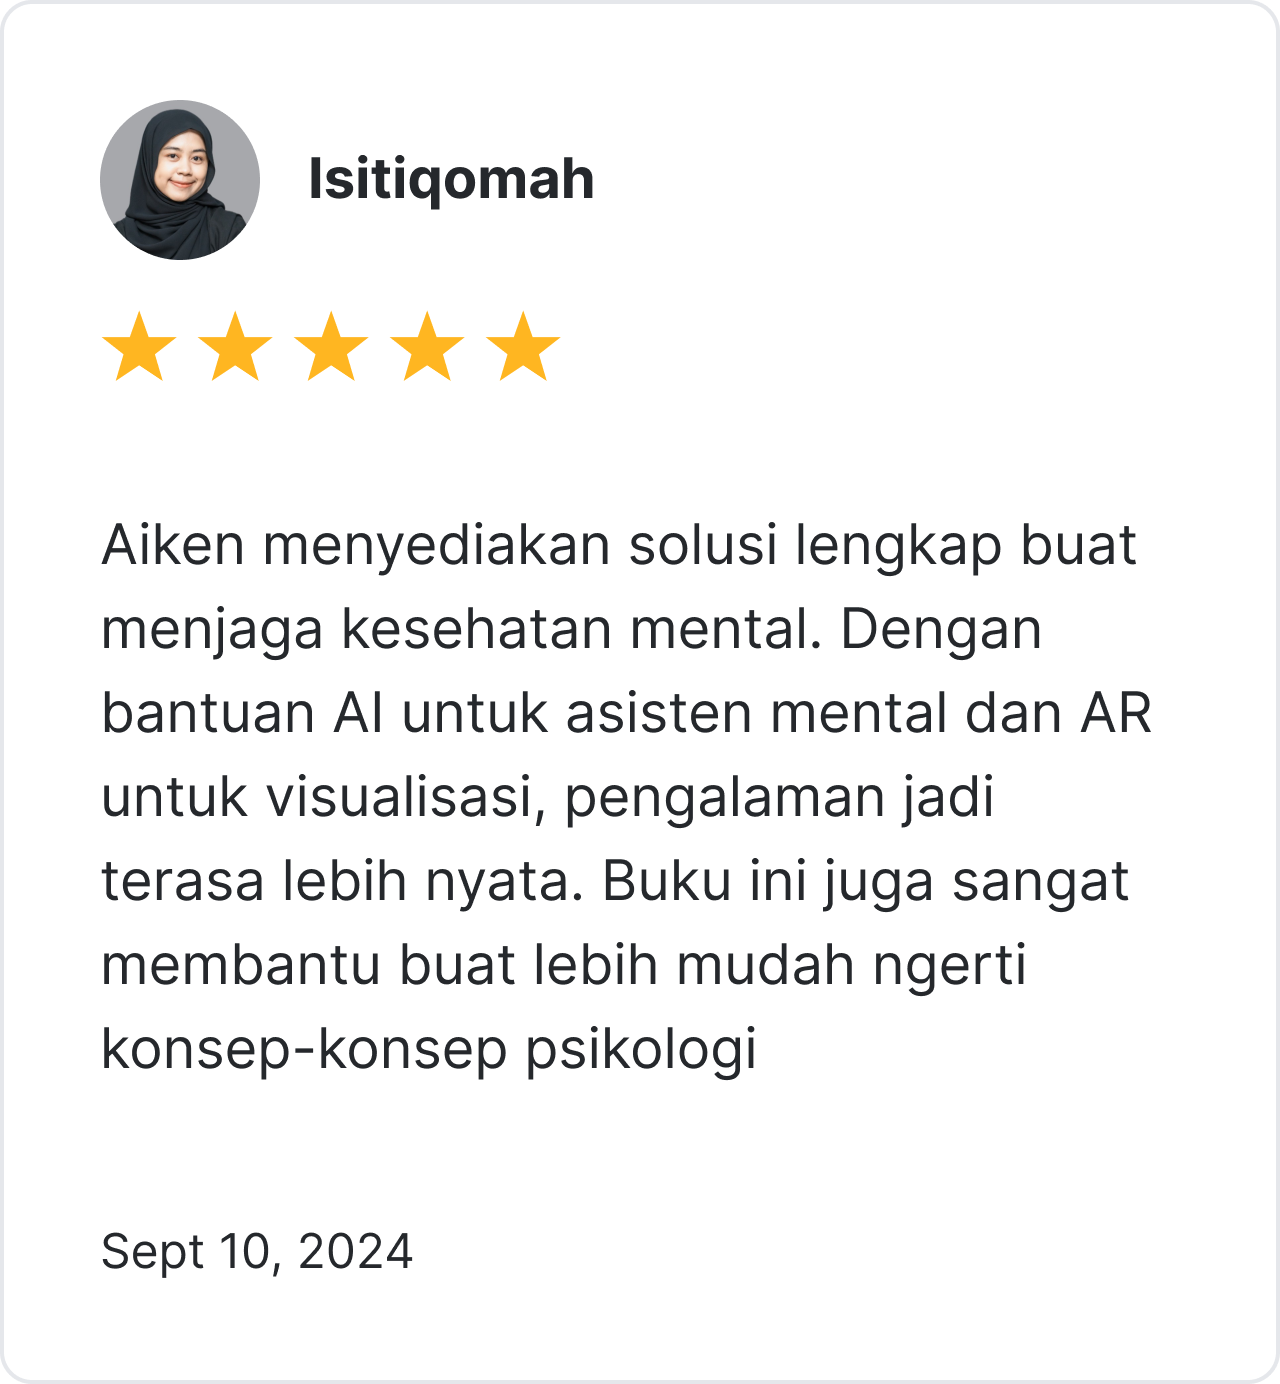 Isitiqomah
Aiken menyediakan solusi lengkap buat
menjaga kesehatan mental. Dengan
bantuan AI untuk asisten mental dan AR
untuk visualisasi, pengalaman jadi
terasa lebih nyata. Buku ini juga sangat
membantu buat lebih mudah ngerti
konsep-konsep psikologi
Sept 10, 2024